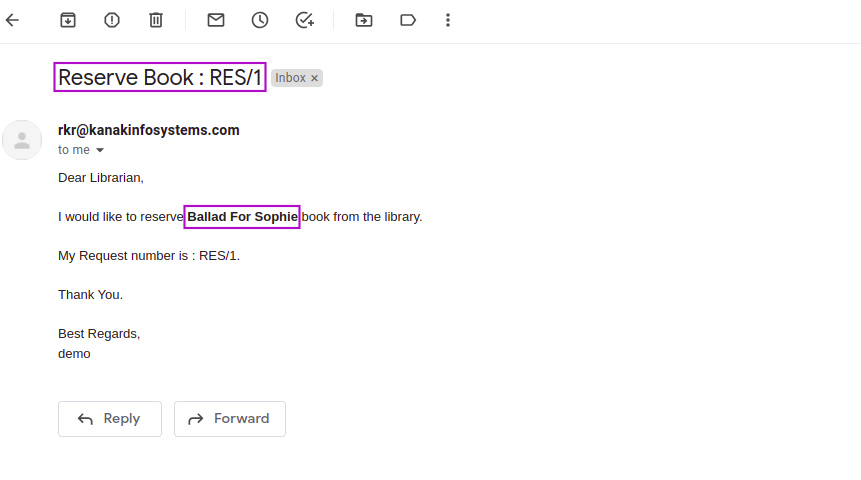 Reserve Book : RES/1 Inbox ×
rkr@kanakinfosystems.com
to me
Dear Librarian,
I would like to reserve Ballad For Sophie book from the library.
My Request number is : RES/1.
Thank You.
Best Regards,
demo
Reply Forward